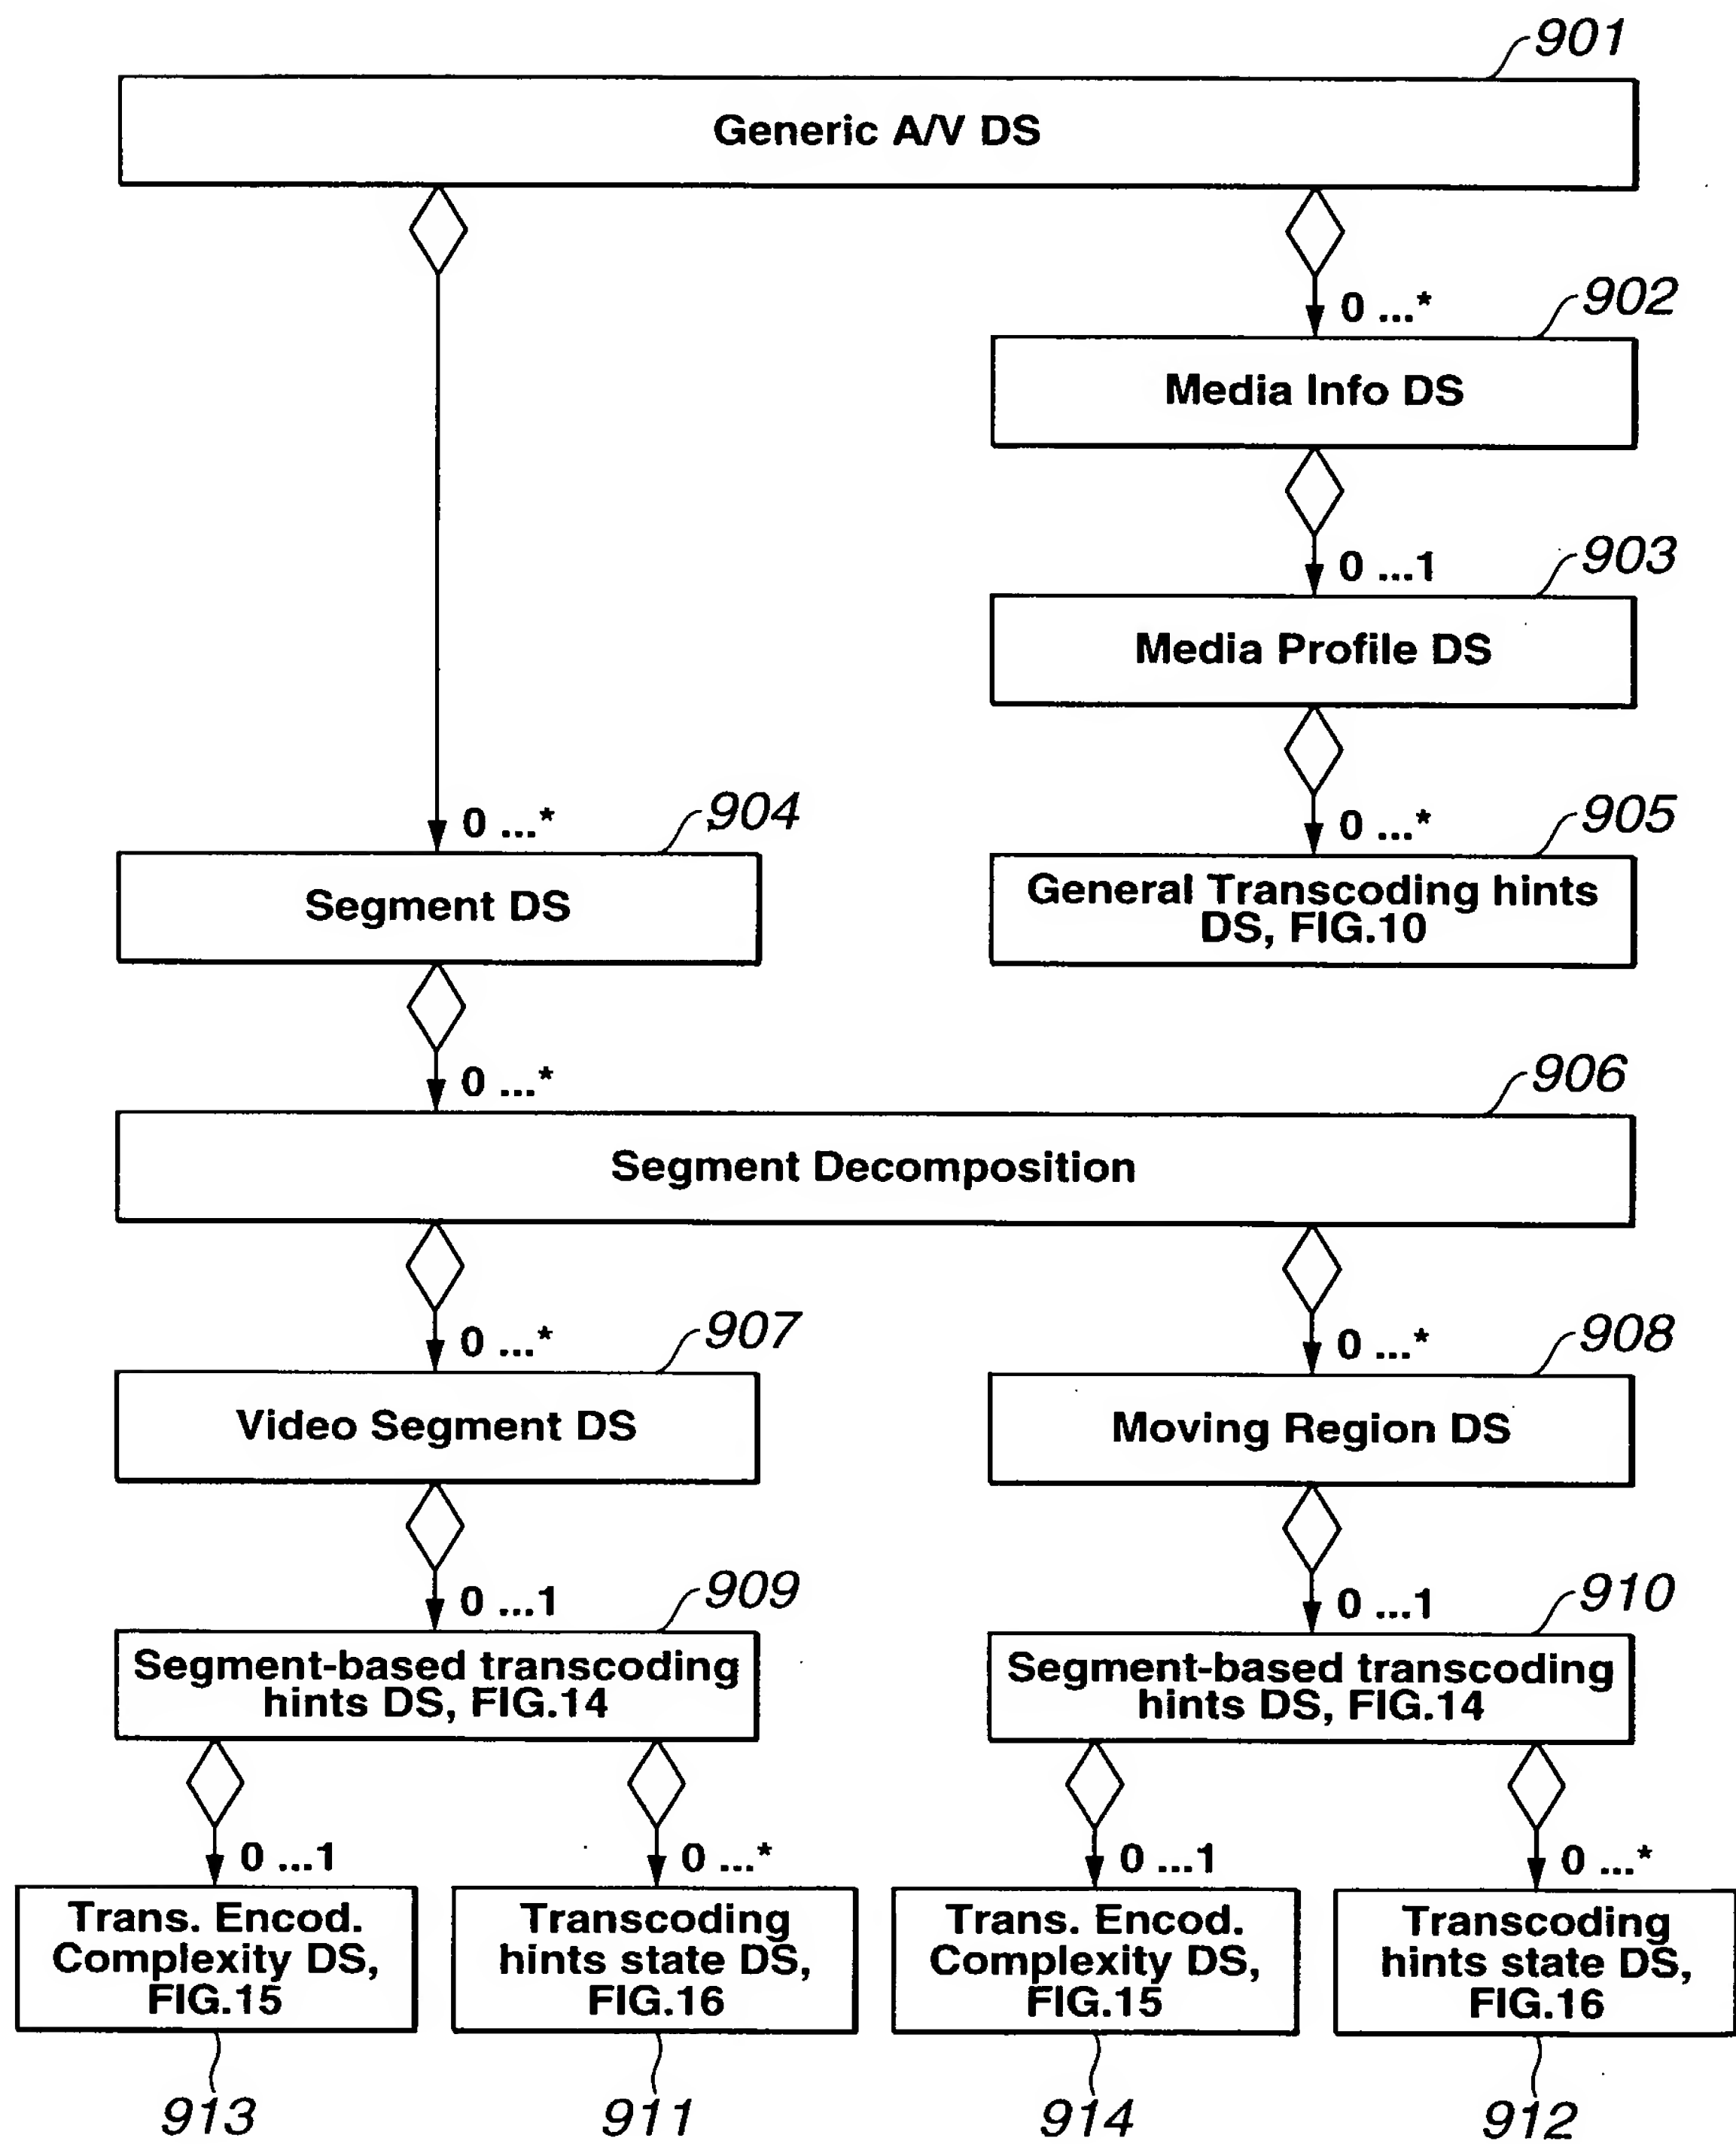 901
Generic A/V DS
0 ...*
902
Media Info DS
0 ...1
903
Media Profile DS
0 ...*
904
0 ...*
905
Segment DS
General Transcoding hints
DS, FIG.10
0 ...*
906
Segment Decomposition
0 ...*
907
0 ...*
908
Video Segment DS
Moving Region DS
0 ...1
909
0 ...1
910
Segment-based transcoding
hints DS, FIG.14
Segment-based transcoding
hints DS, FIG.14
0 ...1
0 ...*
0 ...1
0 ...*
Trans. Encod.
Complexity DS,
FIG.15
Transcoding
hints state DS,
FIG.16
Trans. Encod.
Complexity DS,
FIG.15
Transcoding
hints state DS,
FIG.16
913
911
914
912